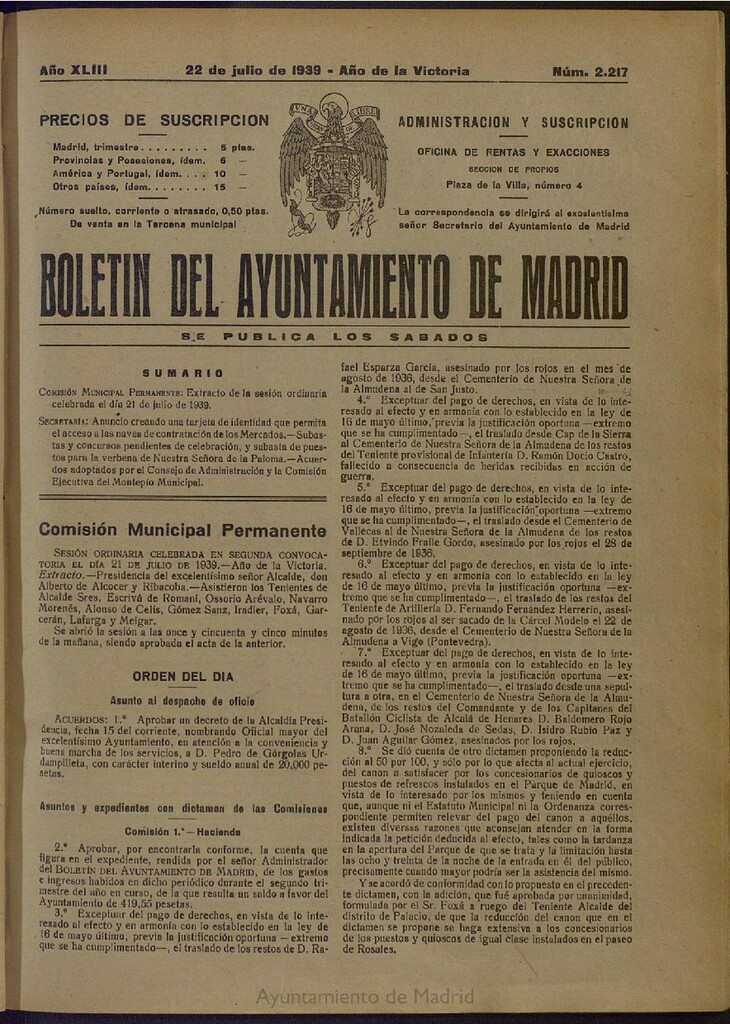 Año XLIII 22 de julio de 1939 - Año de la Victoria Núm. 2.217
PRECIOS DE SUSCRIPCION
Madrid, trimestre......... 5 ptas.
Provincias y Posesiones, ídem. 6 —
América y Portugal, ídem.... 10 —
Otros países, ídem......... 15 —
Número suelto, corriente o atrasado, 0,50 ptas.
De venta en la Tercena municipal
UNA LIBRE
ADMINISTRACION Y SUSCRIPCION
OFICINA DE RENTAS Y EXACCIONES
SECCION DE PROPIOS
Plaza de la Villa, número 4
La correspondencia se dirigirá al excelentísimo
señor Secretario del Ayuntamiento de Madrid
BOLETIN DEL AYUNTAMIENTO DE MADRID
SE PUBLICA LOS SABADOS
SUMARIO
COMISIÓN MUNICIPAL PERMANENTE: Extracto de la sesión ordinaria
celebrada el día 21 de julio de 1939.
SECRETARÍA: Anuncio creando una tarjeta de identidad que permita
el acceso a las naves de contratación de los Mercados.—Subas-
tas y concursos pendientes de celebración, y subasta de pues-
tos para la verbena de Nuestra Señora de la Paloma.—Acuer-
dos adoptados por el Consejo de Administración y la Comisión
Ejecutiva del Montepío Municipal.
Comisión Municipal Permanente
SESIÓN ORDINARIA CELEBRADA EN SEGUNDA CONVOCA-
TORIA EL DÍA 21 DE JULIO DE 1939.—Año de la Victoria.
Extracto.—Presidencia del excelentísimo señor Alcalde, don
Alberto de Alcocer y Ribacoba.—Asistieron los Tenientes de
Alcalde Sres. Escrivá de Romaní, Ossorio Arévalo, Navarro
Morenés, Alonso de Celis, Gómez Sanz, Iradier, Foxá, Gar-
cerán, Lafarga y Melgar.
Se abrió la sesión a las once y cincuenta y cinco minutos
de la mañana, siendo aprobada el acta de la anterior.
ORDEN DEL DIA
Asunto al despacho de oficio
ACUERDOS: 1.º Aprobar un decreto de la Alcaldía Presi-
dencia, fecha 15 del corriente, nombrando Oficial mayor del
excelentísimo Ayuntamiento, en atención a la conveniencia y
buena marcha de los servicios, a D. Pedro de Górgolas Ur-
dampilleta, con carácter interino y sueldo anual de 20.000 pe-
setas.
Asuntos y expedientes con dictamen de las Comisiones
Comisión 1.ª—Hacienda
2.º Aprobar, por encontrarla conforme, la cuenta que
figura en el expediente, rendida por el señor Administrador
del BOLETÍN DEL AYUNTAMIENTO DE MADRID, de los gastos
e ingresos habidos en dicho periódico durante el segundo tri-
mestre del año en curso, de la que resulta un saldo a favor del
Ayuntamiento de 419,55 pesetas.
3.º Exceptuar del pago de derechos, en vista de lo inte-
resado al efecto y en armonía con lo establecido en la ley de
16 de mayo último, previa la justificación oportuna —extremo
que se ha cumplimentado—, el traslado de los restos de D. Ra-
fael Esparza García, asesinado por los rojos en el mes de
agosto de 1936, desde el Cementerio de Nuestra Señora de
la Almudena al de San Justo.
4.º Exceptuar del pago de derechos, en vista de lo inte-
resado al efecto y en armonía con lo establecido en la ley de
16 de mayo último, previa la justificación oportuna —extremo
que se ha cumplimentado—, el traslado desde Cap de la Sierra
al Cementerio de Nuestra Señora de la Almudena de los restos
del Teniente provisional de Infantería D. Ramón Docio Castro,
fallecido a consecuencia de heridas recibidas en acción de
guerra.
5.º Exceptuar del pago de derechos, en vista de lo inte-
resado al efecto y en armonía con lo establecido en la ley de
16 de mayo último, previa la justificación oportuna —extremo
que se ha cumplimentado—, el traslado desde el Cementerio de
Vallecas al de Nuestra Señora de la Almudena de los restos
de D. Etvindo Fraile Gordo, asesinado por los rojos el 28 de
septiembre de 1936.
6.º Exceptuar del pago de derechos, en vista de lo inte-
resado al efecto y en armonía con lo establecido en la ley
de 16 de mayo último, previa la justificación oportuna —ex-
tremo que se ha cumplimentado—, el traslado de los restos del
Teniente de Artillería D. Fernando Fernández Herrerín, asesi-
nado por los rojos al ser sacado de la Cárcel Modelo el 22 de
agosto de 1936, desde el Cementerio de Nuestra Señora de la
Almudena a Vigo (Pontevedra).
7.º Exceptuar del pago de derechos, en vista de lo inte-
resado al efecto y en armonía con lo establecido en la ley
de 16 de mayo último, previa la justificación oportuna —ex-
tremo que se ha cumplimentado—, el traslado desde una sepul-
tura a otra, en el Cementerio de Nuestra Señora de la Almu-
dena, de los restos del Comandante y de los Capitanes del
Batallón Ciclista de Alcalá de Henares D. Baldomero Rojo
Arana, D. José Nozaleda de Sedas, D. Isidro Rubio Paz y
D. Juan Aguilar Gómez, asesinados por los rojos.
8.º Se dió cuenta de otro dictamen proponiendo la reduc-
ción al 50 por 100, y sólo por lo que afecta al actual ejercicio,
del canon a satisfacer por los concesionarios de quioscos y
puestos de refrescos instalados en el Parque de Madrid, en
vista de lo interesado por los mismos y teniendo en cuenta
que, aunque ni el Estatuto Municipal ni la Ordenanza corres-
pondiente permiten relevar del pago del canon a aquéllos,
existen diversas razones que aconsejan atender en la forma
indicada la petición deducida al efecto, tales como la tardanza
en la apertura del Parque de que se trata y la limitación hasta
las ocho y treinta de la noche de la entrada en él del público,
precisamente cuando mayor podría ser la asistencia del mismo.
Y se acordó de conformidad con lo propuesto en el preceden-
te dictamen, con la adición, que fué aprobada por unanimidad,
formulada por el Sr. Foxá a ruego del Teniente Alcalde del
distrito de Palacio, de que la reducción del canon que en el
dictamen se propone se haga extensiva a los concesionarios
de los puestos y quioscos de igual clase instalados en el paseo
de Rosales.
Ayuntamiento de Madrid